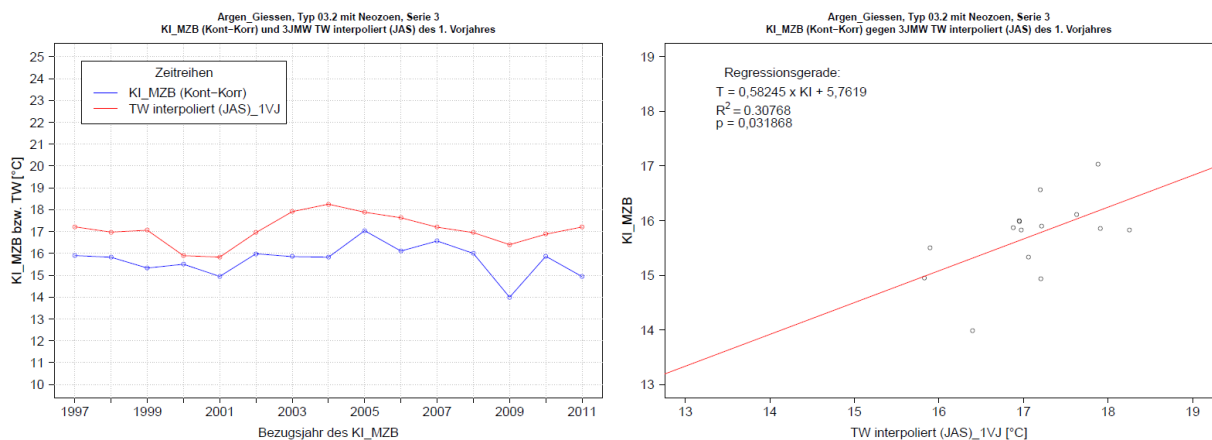 Argen_Giessen, Typ 03.2 mit Neozoen, Serie 3
KI_MZB (Kont−Korr) und 3JMW TW interpoliert (JAS) des 1. Vorjahres
KI_MZB bzw. TW [°C]
25
24
23
22
21
20
19
18
17
16
15
14
13
12
11
10
Zeitreihen
KI_MZB (Kont−Korr)
TW interpoliert (JAS)_1VJ
1997 1999 2001 2003 2005 2007 2009 2011
Bezugsjahr des KI_MZB
Argen_Giessen, Typ 03.2 mit Neozoen, Serie 3
KI_MZB (Kont−Korr) gegen 3JMW TW interpoliert (JAS) des 1. Vorjahres
KI_MZB
19
18
17
16
15
14
13
Regressionsgerade:
T = 0,58245 x KI + 5,7619
R² = 0.30768
p = 0,031868
13 14 15 16 17 18 19
TW interpoliert (JAS)_1VJ [°C]